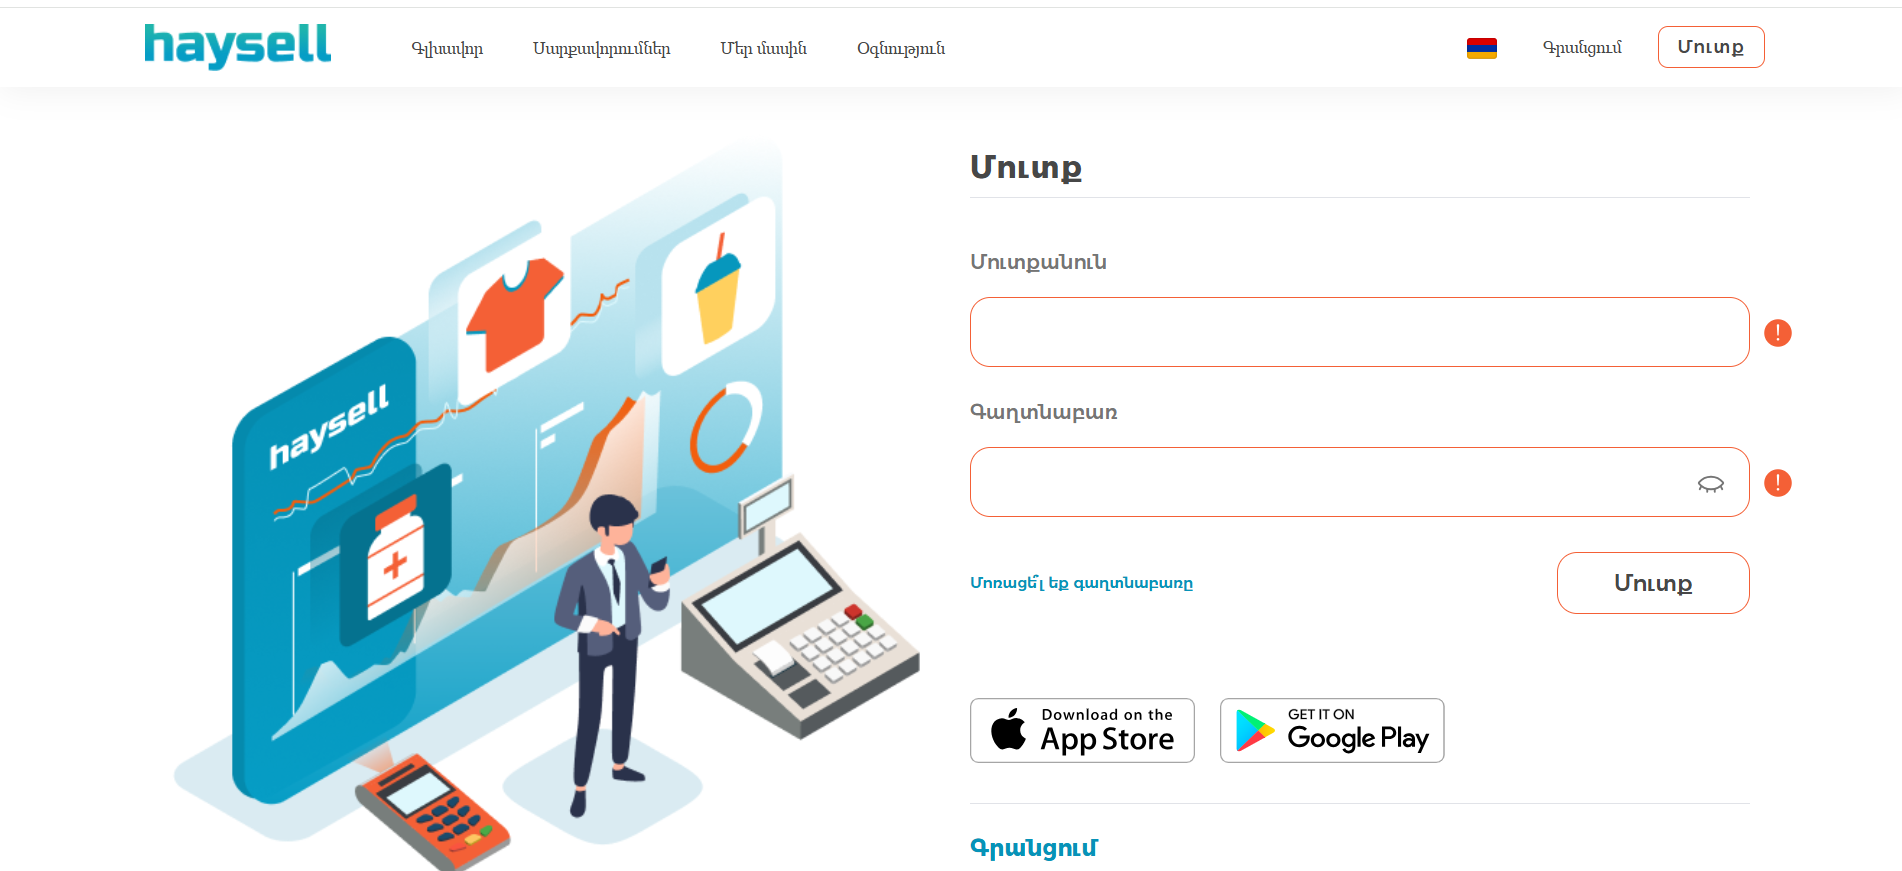 haysell
Գլխավոր
Սարքավորումներ
Մեր մասին
Օգնություն
Գրանցում
Մուտք
haysell
Մուտք
Մուտքանուն
Գաղտնաբառ
Մոռացե՞լ եք գաղտնաբառը
Մուտք
Download on the
App Store
GET IT ON
Google Play
Գրանցում